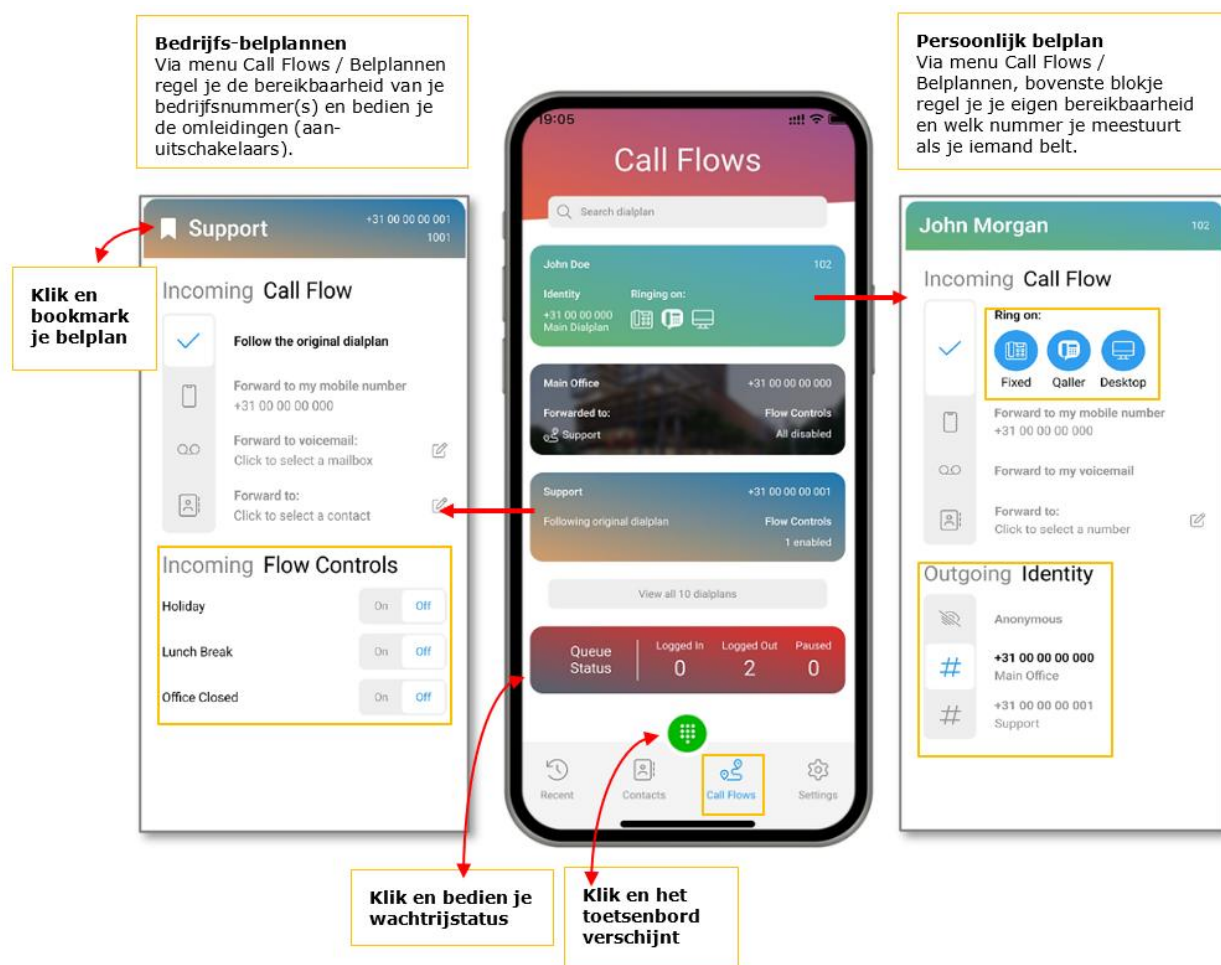 Bedrijfs-belplannen
Via menu Call Flows / Belplannen
regel je de bereikbaarheid van je
bedrijfsnummer(s) en bedien je
de omleidingen (aan-
uitschakelaars).
Persoonlijk belplan
Via menu Call Flows /
Belplannen, bovenste blokje
regel je je eigen bereikbaarheid
en welk nummer je meestuurt
als je iemand belt.
Klik en
bookmark
je belplan
Support
+31 00 00 00 001
1001
Incoming Call Flow
Follow the original dialplan
Forward to my mobile number
+31 00 00 00 000
Forward to voicemail:
Click to select a mailbox
Forward to:
Click to select a contact
Incoming Flow Controls
Holiday On Off
Lunch Break On Off
Office Closed On Off
19:05
Call Flows
Search dialplan
John Doe 102
Identity Ringing on:
+31 00 00 000
Main Dialplan
Main Office +31 00 00 00 000
Forwarded to: Flow Controls
Support All disabled
Support +31 00 00 00 001
Following original dialplan Flow Controls
1 enabled
View all 10 dialplans
Queue
Status
Logged In Logged Out Paused
0 2 0
Recent Contacts Call Flows Settings
John Morgan 102
Incoming Call Flow
Ring on:
Fixed Qaller Desktop
Forward to my mobile number
+31 00 00 00 000
Forward to my voicemail
Forward to:
Click to select a number
Outgoing Identity
Anonymous
+31 00 00 00 000
Main Office
+31 00 00 00 001
Support
Klik en bedien je
wachtrijstatus
Klik en het
toetsenbord
verschijnt